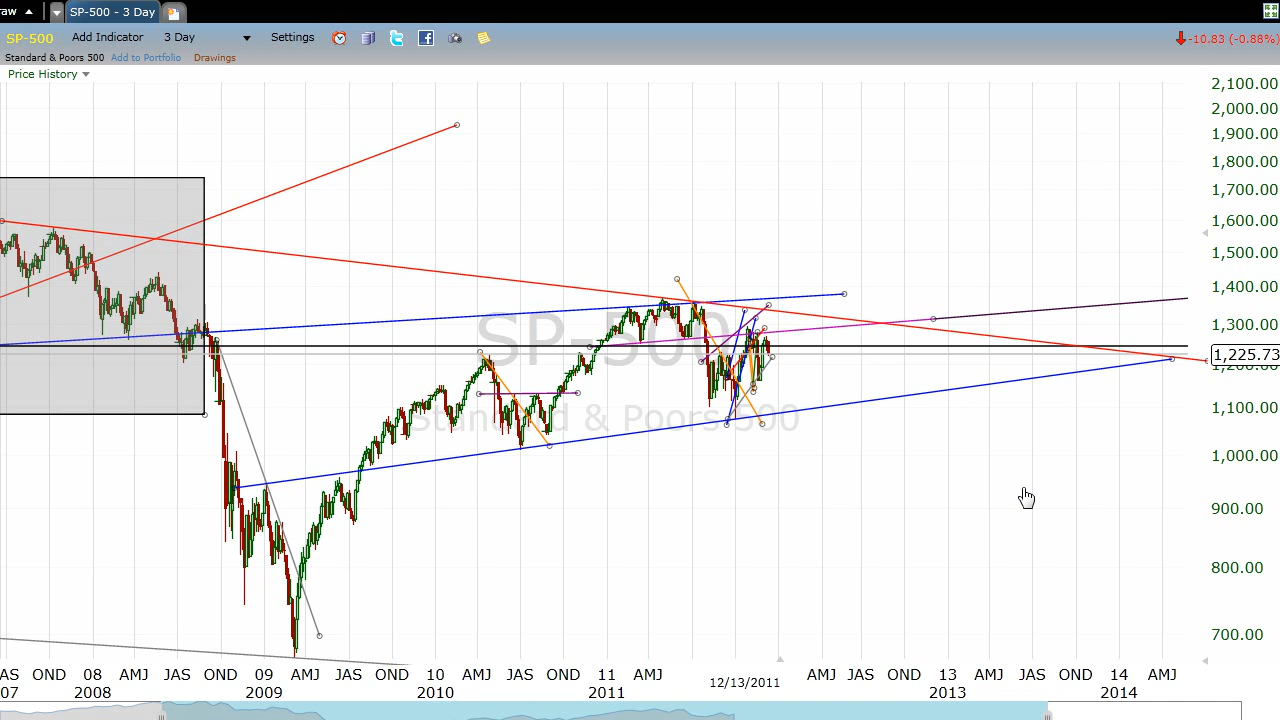 aw
SP-500 - 3 Day
SP-500 Add Indicator 3 Day Settings -10.83 (-0.88%)
Standard & Poors 500 Add to Portfolio Drawings
Price History
2,100.00
2,000.00
1,900.00
1,800.00
1,700.00
1,600.00
1,500.00
1,400.00
1,300.00
1,225.73
1,200.00
1,100.00
1,000.00
900.00
800.00
700.00
SP-500
Standard & Poors 500
AS OND 08 AMJ JAS OND 09 AMJ JAS OND 10 AMJ JAS OND 11 AMJ 12/13/2011 AMJ JAS OND 13 AMJ JAS OND 14 AMJ
07 2008 2009 2010 2011 2013 2014